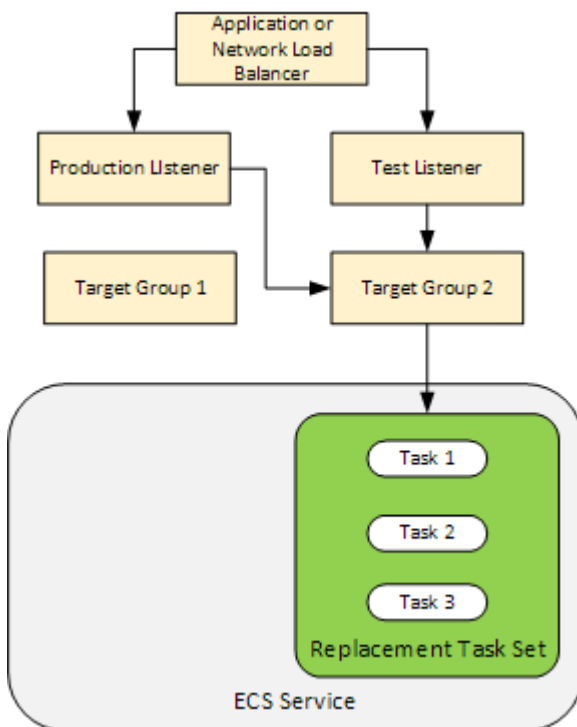 Application or
Network Load
Balancer
Production Listener
Test Listener
Target Group 1
Target Group 2
Task 1
Task 2
Task 3
Replacement Task Set
ECS Service